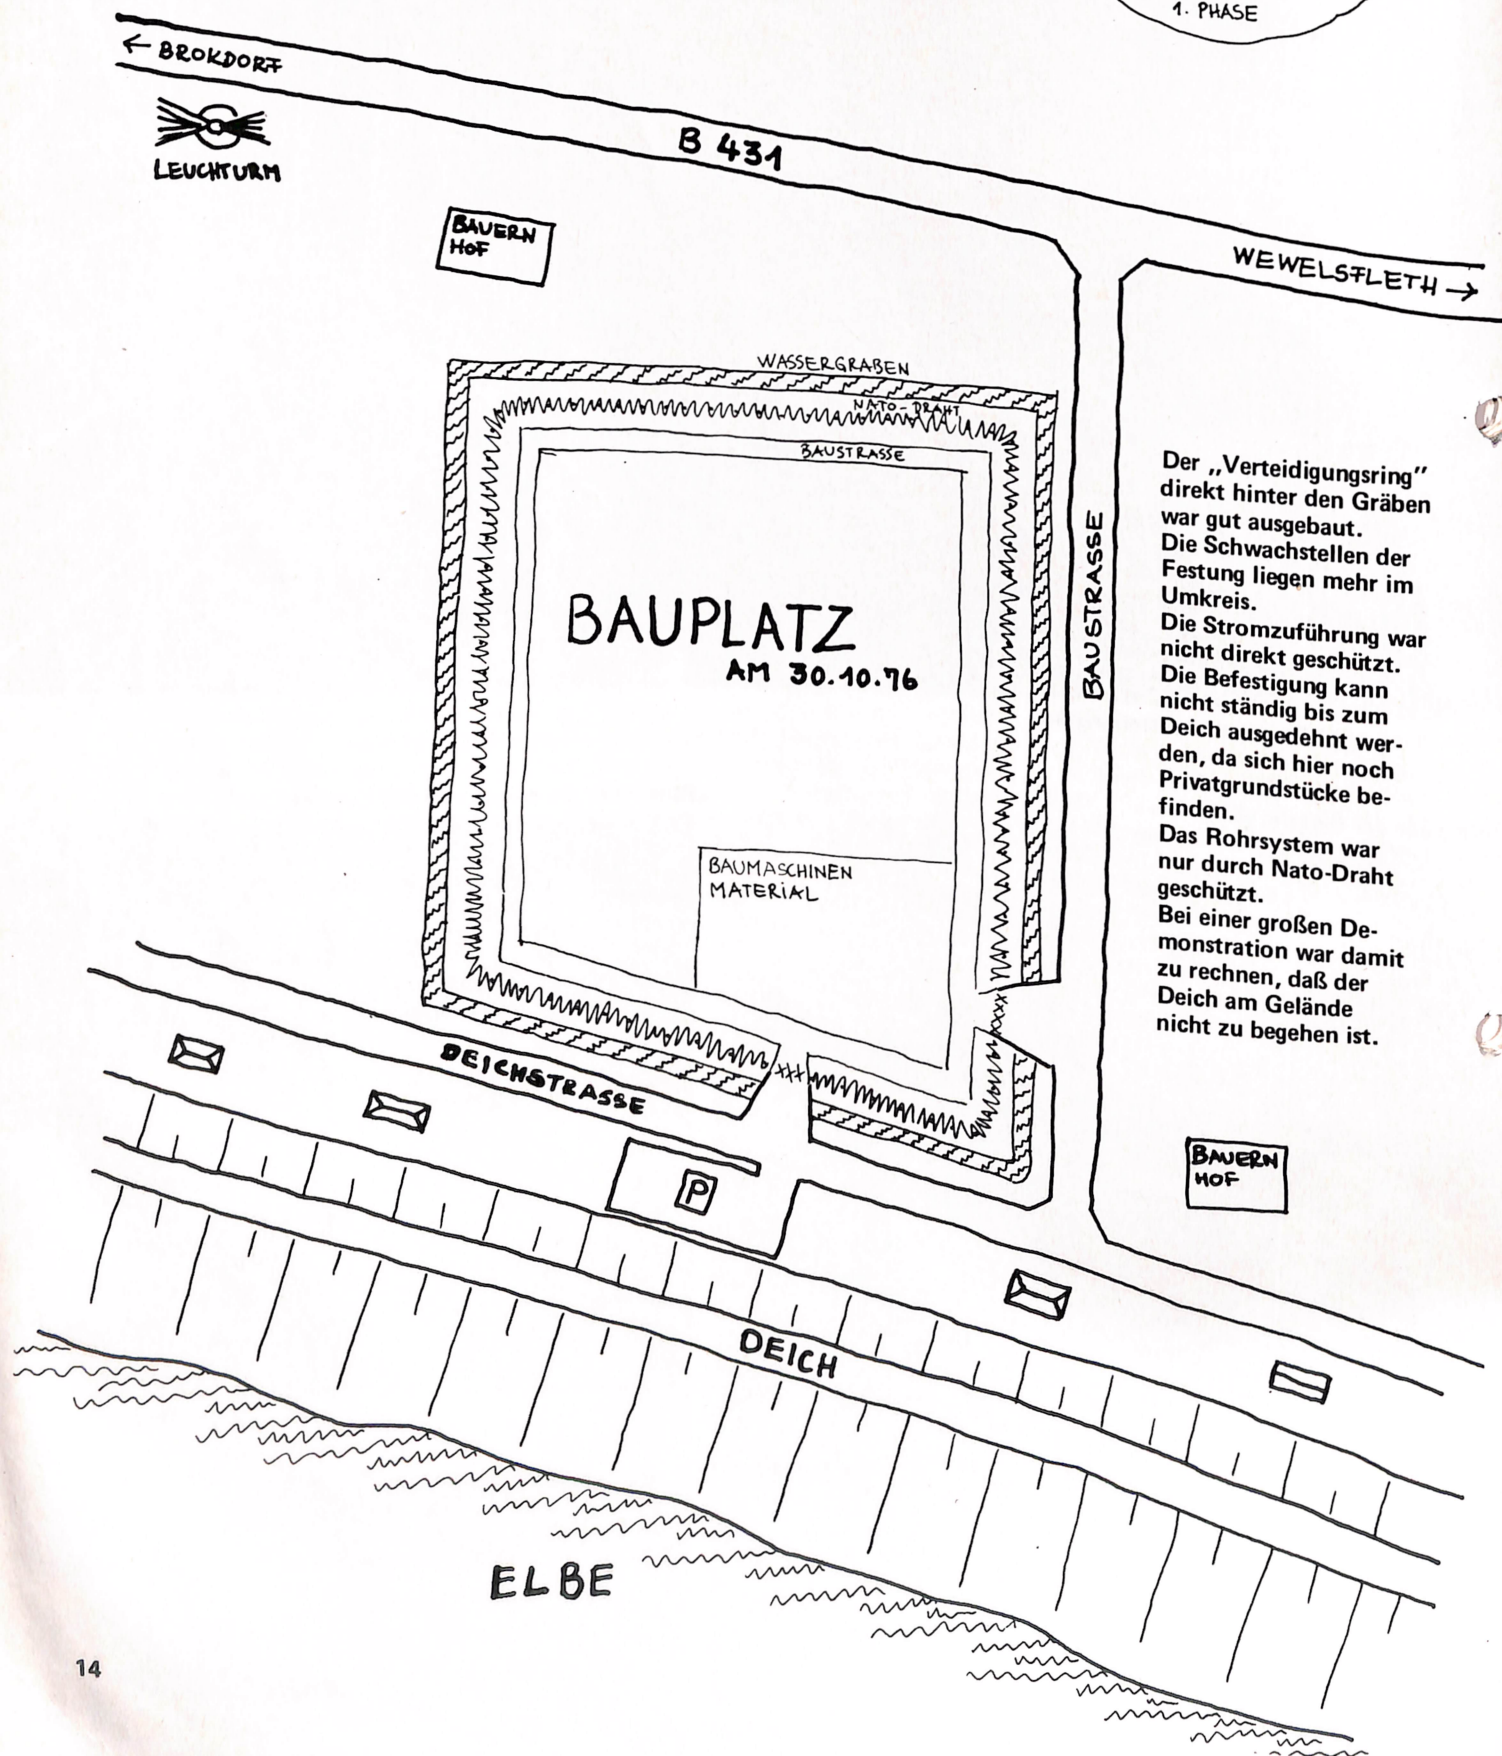 1. PHASE
← BROKDORF
LEUCHTURM
B 431
BAUERN
HOF
WEWELSFLETH →
WASSERGRABEN
NATO-DRAHT
BAUSTRASSE
BAUPLATZ
AM 30.10.76
BAUSTRASSE
Der „Verteidigungsring”
direkt hinter den Gräben
war gut ausgebaut.
Die Schwachstellen der
Festung liegen mehr im
Umkreis.
Die Stromzuführung war
nicht direkt geschützt.
Die Befestigung kann
nicht ständig bis zum
Deich ausgedehnt wer-
den, da sich hier noch
Privatgrundstücke be-
finden.
Das Rohrsystem war
nur durch Nato-Draht
geschützt.
Bei einer großen De-
monstration war damit
zu rechnen, daß der
Deich am Gelände
nicht zu begehen ist.
BAUMASCHINEN
MATERIAL
XXX
XXX
DEICHSTRASSE
P
BAUERN
HOF
DEICH
ELBE
14